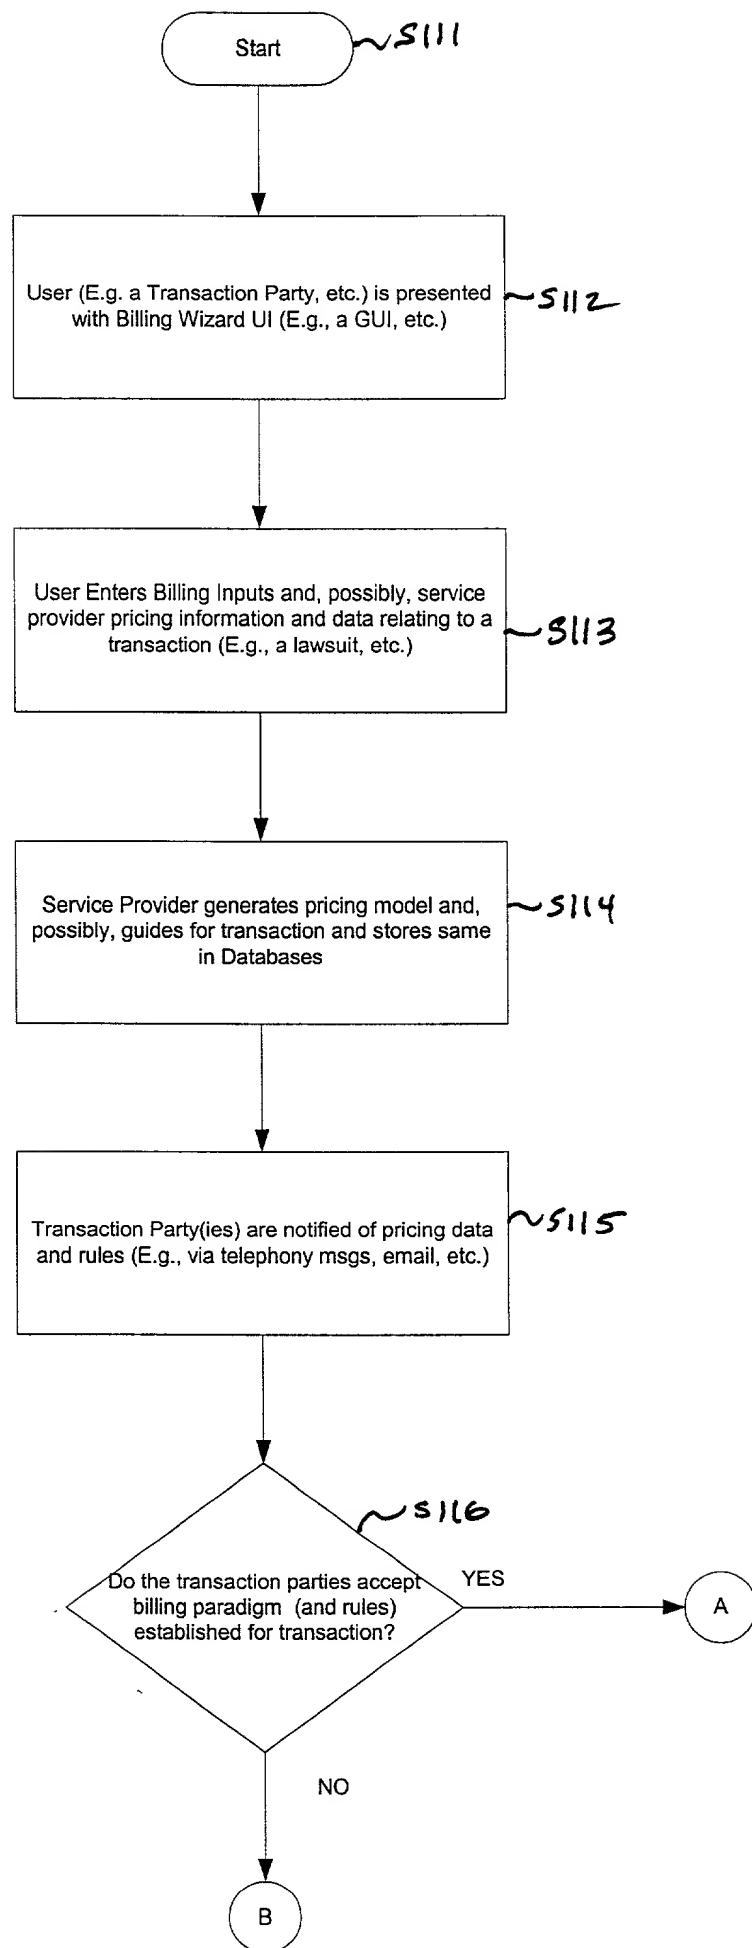 Start
S111
User (E.g. a Transaction Party, etc.) is presented
with Billing Wizard UI (E.g., a GUI, etc.)
S112
User Enters Billing Inputs and, possibly, service
provider pricing information and data relating to a
transaction (E.g., a lawsuit, etc.)
S113
Service Provider generates pricing model and,
possibly, guides for transaction and stores same
in Databases
S114
Transaction Party(ies) are notified of pricing data
and rules (E.g., via telephony msgs, email, etc.)
S115
S116
Do the transaction parties accept
billing paradigm (and rules)
established for transaction?
YES
A
NO
B